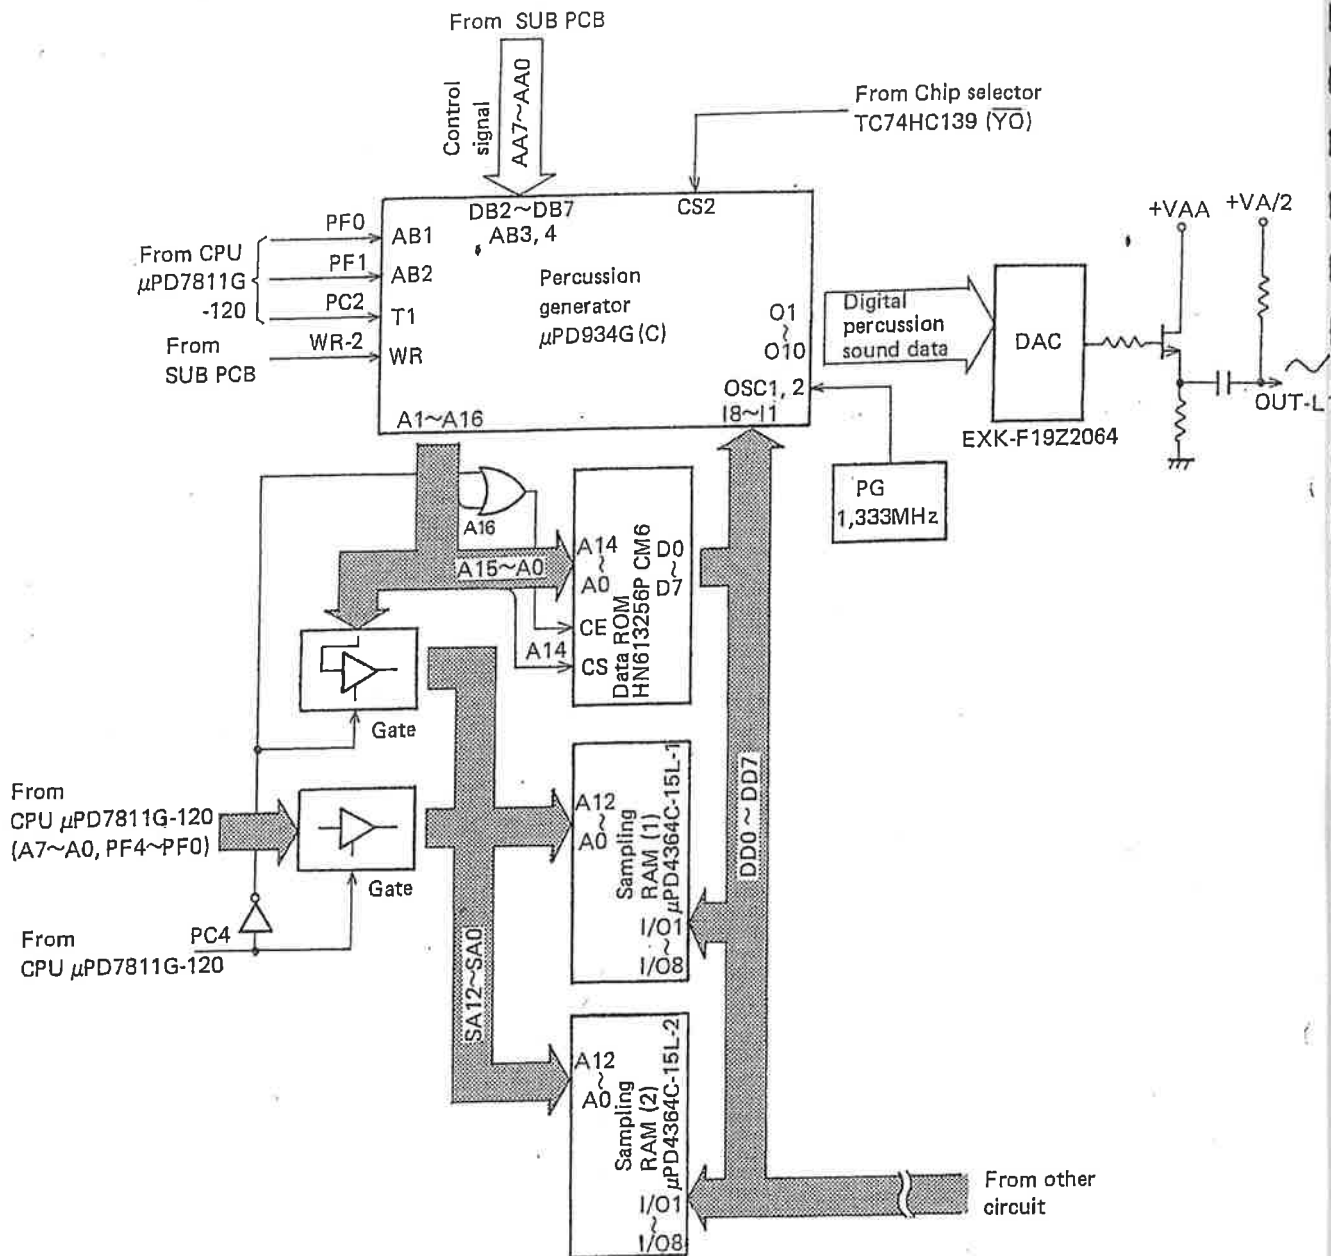 From SUB PCB
Control
signal
AA7~AA0
From Chip selector
TC74HC139 (Y̅O̅)
DB2~DB7
AB3, 4
CS2
From CPU
μPD7811G
-120
PF0
AB1
PF1
AB2
PC2
T1
From
SUB PCB
WR-2
WR
Percussion
generator
μPD934G (C)
O1
~
O10
OSC1, 2
A1~A16
I8~I1
Digital
percussion
sound data
DAC
EXK-F19Z2064
+VAA
+VA/2
OUT-L
PG
1,333MHz
A16
A15~A0
A14
~
A0
D0
~
D7
CE
A14
CS
Data ROM
HN613256P CM6
Gate
From
CPU μPD7811G-120
(A7~A0, PF4~PF0)
Gate
From
CPU μPD7811G-120
PC4
SA12~SA0
A12
~
A0
Sampling
RAM (1)
μPD4364C-15L-1
I/O1
~
I/O8
DD0 ~ DD7
A12
~
A0
Sampling
RAM (2)
μPD4364C-15L-2
I/O1
~
I/O8
From other
circuit